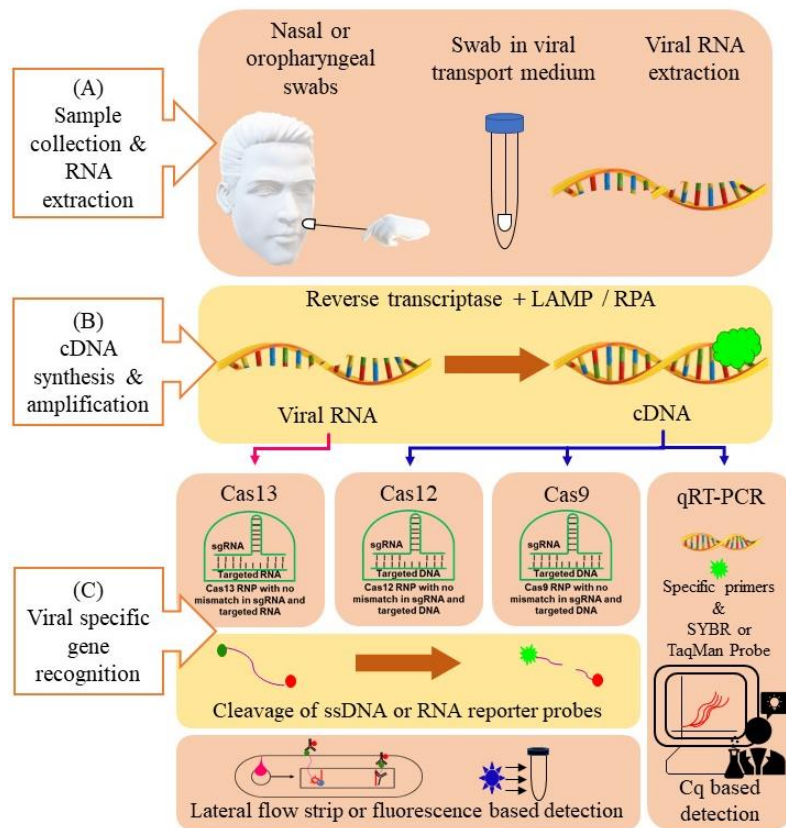 (A)
Sample
collection &
RNA
extraction
Nasal or
oropharyngeal
swabs
Swab in viral
transport medium
Viral RNA
extraction
(B)
cDNA
synthesis &
amplification
Reverse transcriptase + LAMP / RPA
Viral RNA
cDNA
(C)
Viral specific
gene
recognition
Cas13
sgRNA
Targeted RNA
Cas13 RNP with no
mismatch in sgRNA and
targeted RNA
Cas12
sgRNA
Targeted DNA
Cas12 RNP with no
mismatch in sgRNA and
targeted DNA
Cas9
sgRNA
Targeted DNA
Cas9 RNP with no
mismatch in sgRNA and
targeted DNA
qRT-PCR
Specific primers
&
SYBR or
TaqMan Probe
Cq based
detection
Cleavage of ssDNA or RNA reporter probes
Lateral flow strip or fluorescence based detection